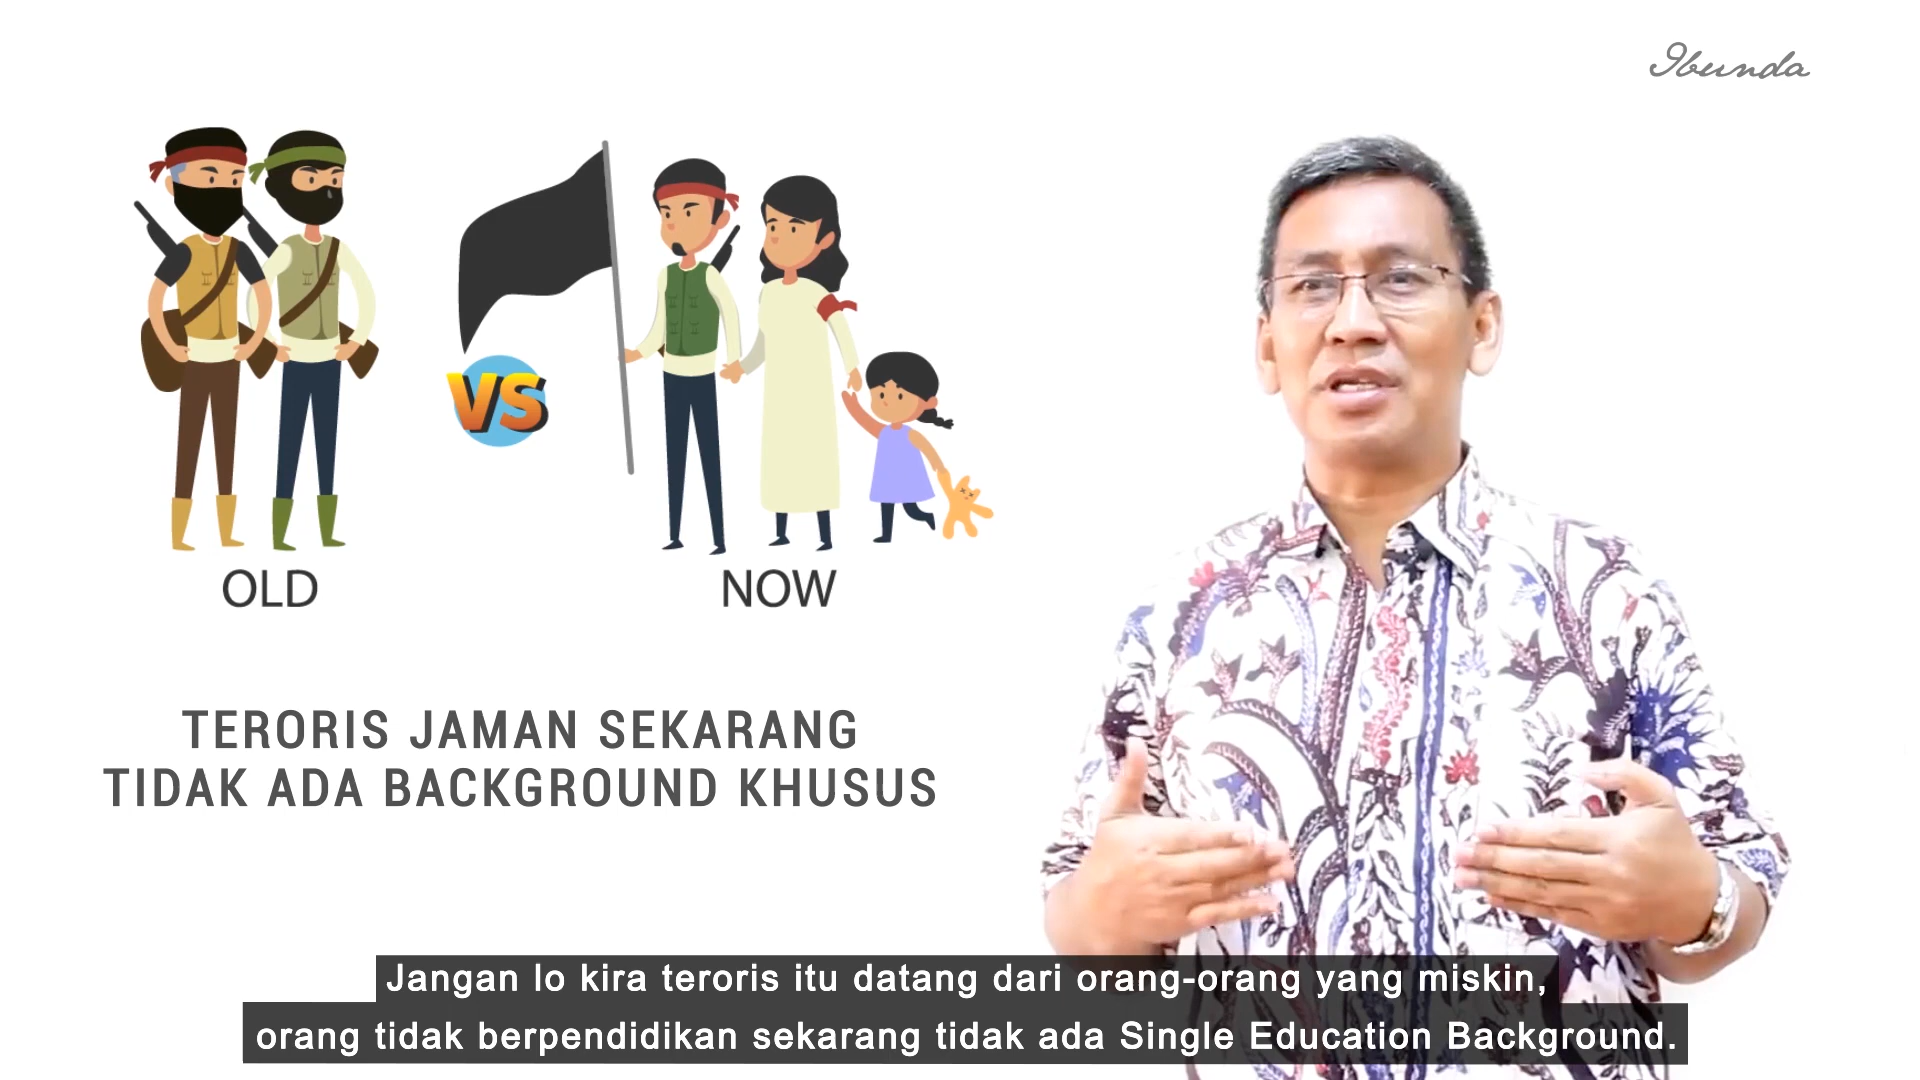 Ibunda
VS
OLD
NOW
TERORIS JAMAN SEKARANG
TIDAK ADA BACKGROUND KHUSUS
Jangan lo kira teroris itu datang dari orang-orang yang miskin,
orang tidak berpendidikan sekarang tidak ada Single Education Background.